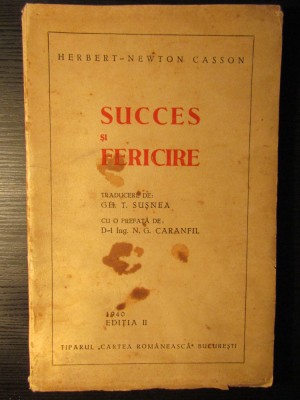 HERBERT-NEWTON CASSON
SUCCES
ȘI
FERICIRE
TRADUCERE DE:
GH. T. SUȘNEA
CU O PREFAȚĂ DE:
D-l Ing. N. G. CARANFIL
1940
EDIȚIA II
TIPARUL „CARTEA ROMÂNEASCĂ" BUCUREȘTI